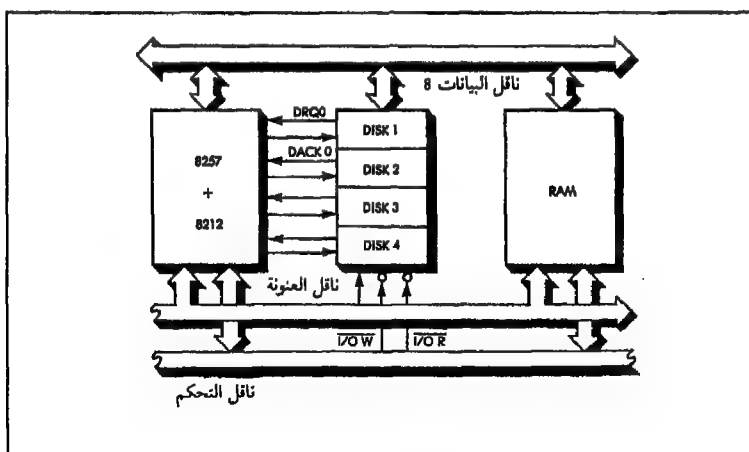 ناقل البيانات 8
DRQ0
DISK 1
8257
DACK 0
DISK 2
+
RAM
8212
DISK 3
DISK 4
ناقل العنونة
I/O W
I/O R
ناقل التحكم